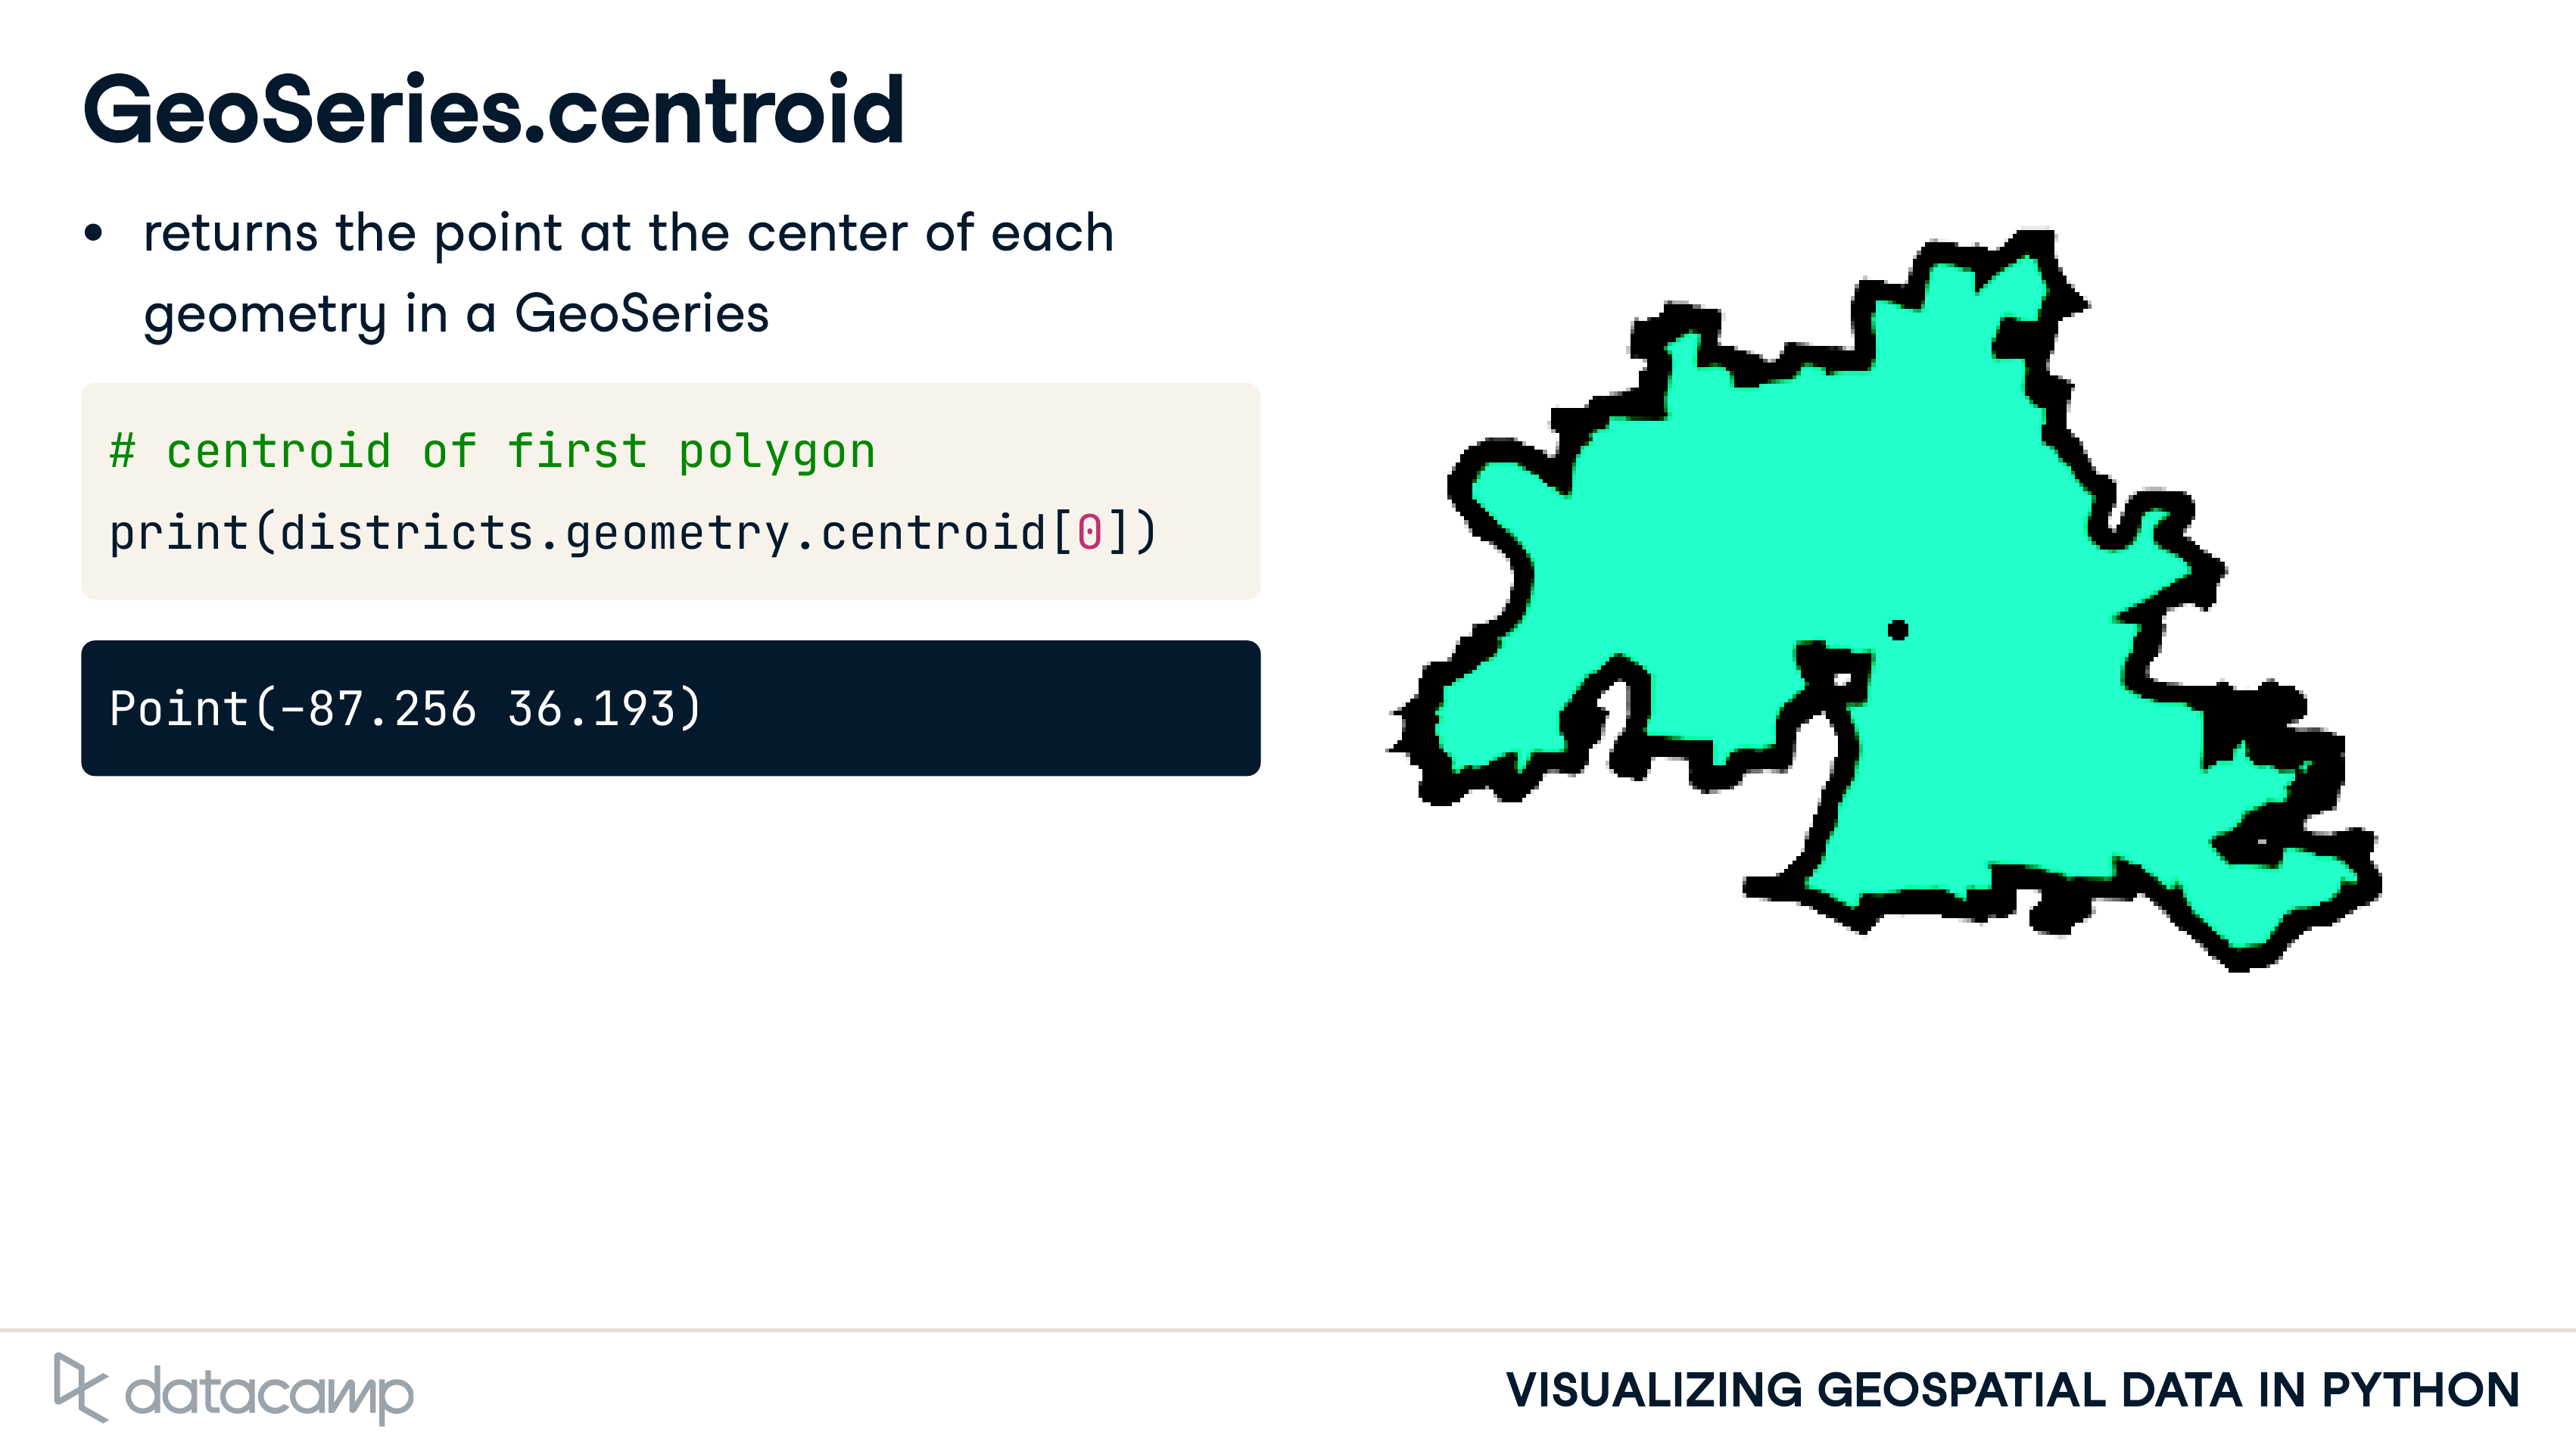 GeoSeries.centroid
• returns the point at the center of each
geometry in a GeoSeries
# centroid of first polygon
print(districts.geometry.centroid[0])
Point(-87.256 36.193)
datacamp
VISUALIZING GEOSPATIAL DATA IN PYTHON